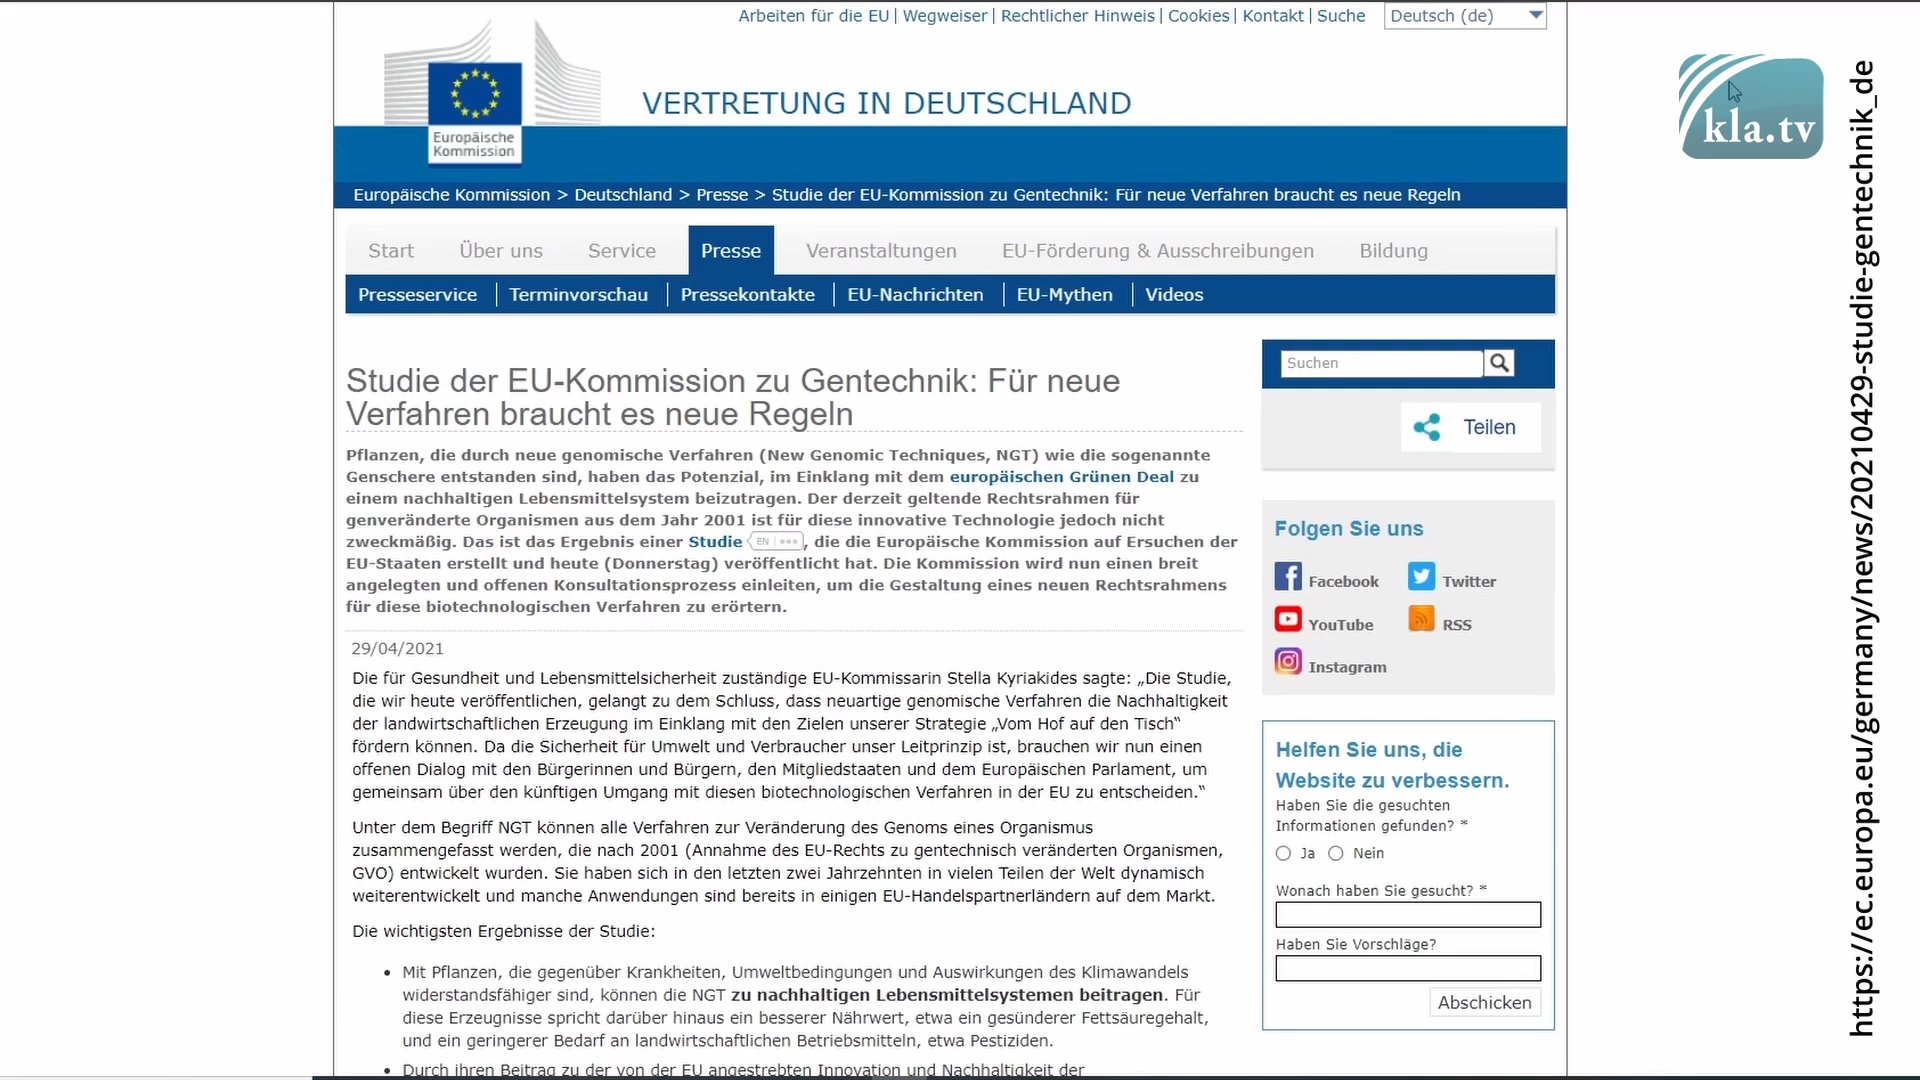 Arbeiten für die EU | Wegweiser | Rechtlicher Hinweis | Cookies | Kontakt | Suche
Deutsch (de)
Europäische
Kommission
VERTRETUNG IN DEUTSCHLAND
Europäische Kommission > Deutschland > Presse > Studie der EU-Kommission zu Gentechnik: Für neue Verfahren braucht es neue Regeln
Start Über uns Service Presse Veranstaltungen EU-Förderung & Ausschreibungen Bildung
Presseservice Terminvorschau Pressekontakte EU-Nachrichten EU-Mythen Videos
Studie der EU-Kommission zu Gentechnik: Für neue
Verfahren braucht es neue Regeln
Pflanzen, die durch neue genomische Verfahren (New Genomic Techniques, NGT) wie die sogenannte
Genschere entstanden sind, haben das Potenzial, im Einklang mit dem europäischen Grünen Deal zu
einem nachhaltigen Lebensmittelsystem beizutragen. Der derzeit geltende Rechtsrahmen für
genveränderte Organismen aus dem Jahr 2001 ist für diese innovative Technologie jedoch nicht
zweckmäßig. Das ist das Ergebnis einer Studie EN •••, die die Europäische Kommission auf Ersuchen der
EU-Staaten erstellt und heute (Donnerstag) veröffentlicht hat. Die Kommission wird nun einen breit
angelegten und offenen Konsultationsprozess einleiten, um die Gestaltung eines neuen Rechtsrahmens
für diese biotechnologischen Verfahren zu erörtern.
29/04/2021
Die für Gesundheit und Lebensmittelsicherheit zuständige EU-Kommissarin Stella Kyriakides sagte: „Die Studie,
die wir heute veröffentlichen, gelangt zu dem Schluss, dass neuartige genomische Verfahren die Nachhaltigkeit
der landwirtschaftlichen Erzeugung im Einklang mit den Zielen unserer Strategie „Vom Hof auf den Tisch“
fördern können. Da die Sicherheit für Umwelt und Verbraucher unser Leitprinzip ist, brauchen wir nun einen
offenen Dialog mit den Bürgerinnen und Bürgern, den Mitgliedstaaten und dem Europäischen Parlament, um
gemeinsam über den künftigen Umgang mit diesen biotechnologischen Verfahren in der EU zu entscheiden.“
Unter dem Begriff NGT können alle Verfahren zur Veränderung des Genoms eines Organismus
zusammengefasst werden, die nach 2001 (Annahme des EU-Rechts zu gentechnisch veränderten Organismen,
GVO) entwickelt wurden. Sie haben sich in den letzten zwei Jahrzehnten in vielen Teilen der Welt dynamisch
weiterentwickelt und manche Anwendungen sind bereits in einigen EU-Handelspartnerländern auf dem Markt.
Die wichtigsten Ergebnisse der Studie:
• Mit Pflanzen, die gegenüber Krankheiten, Umweltbedingungen und Auswirkungen des Klimawandels
widerstandsfähiger sind, können die NGT zu nachhaltigen Lebensmittelsystemen beitragen. Für
diese Erzeugnisse spricht darüber hinaus ein besserer Nährwert, etwa ein gesünderer Fettsäuregehalt,
und ein geringerer Bedarf an landwirtschaftlichen Betriebsmitteln, etwa Pestiziden.
• Durch ihren Beitrag zu der von der EU angestrebten Innovation und Nachhaltigkeit der
Suchen
Teilen
Folgen Sie uns
Facebook Twitter
YouTube RSS
Instagram
Helfen Sie uns, die
Website zu verbessern.
Haben Sie die gesuchten
Informationen gefunden? *
Ja Nein
Wonach haben Sie gesucht? *
Haben Sie Vorschläge?
Abschicken
kla.tv
https://ec.europa.eu/germany/news/20210429-studie-gentechnik_de